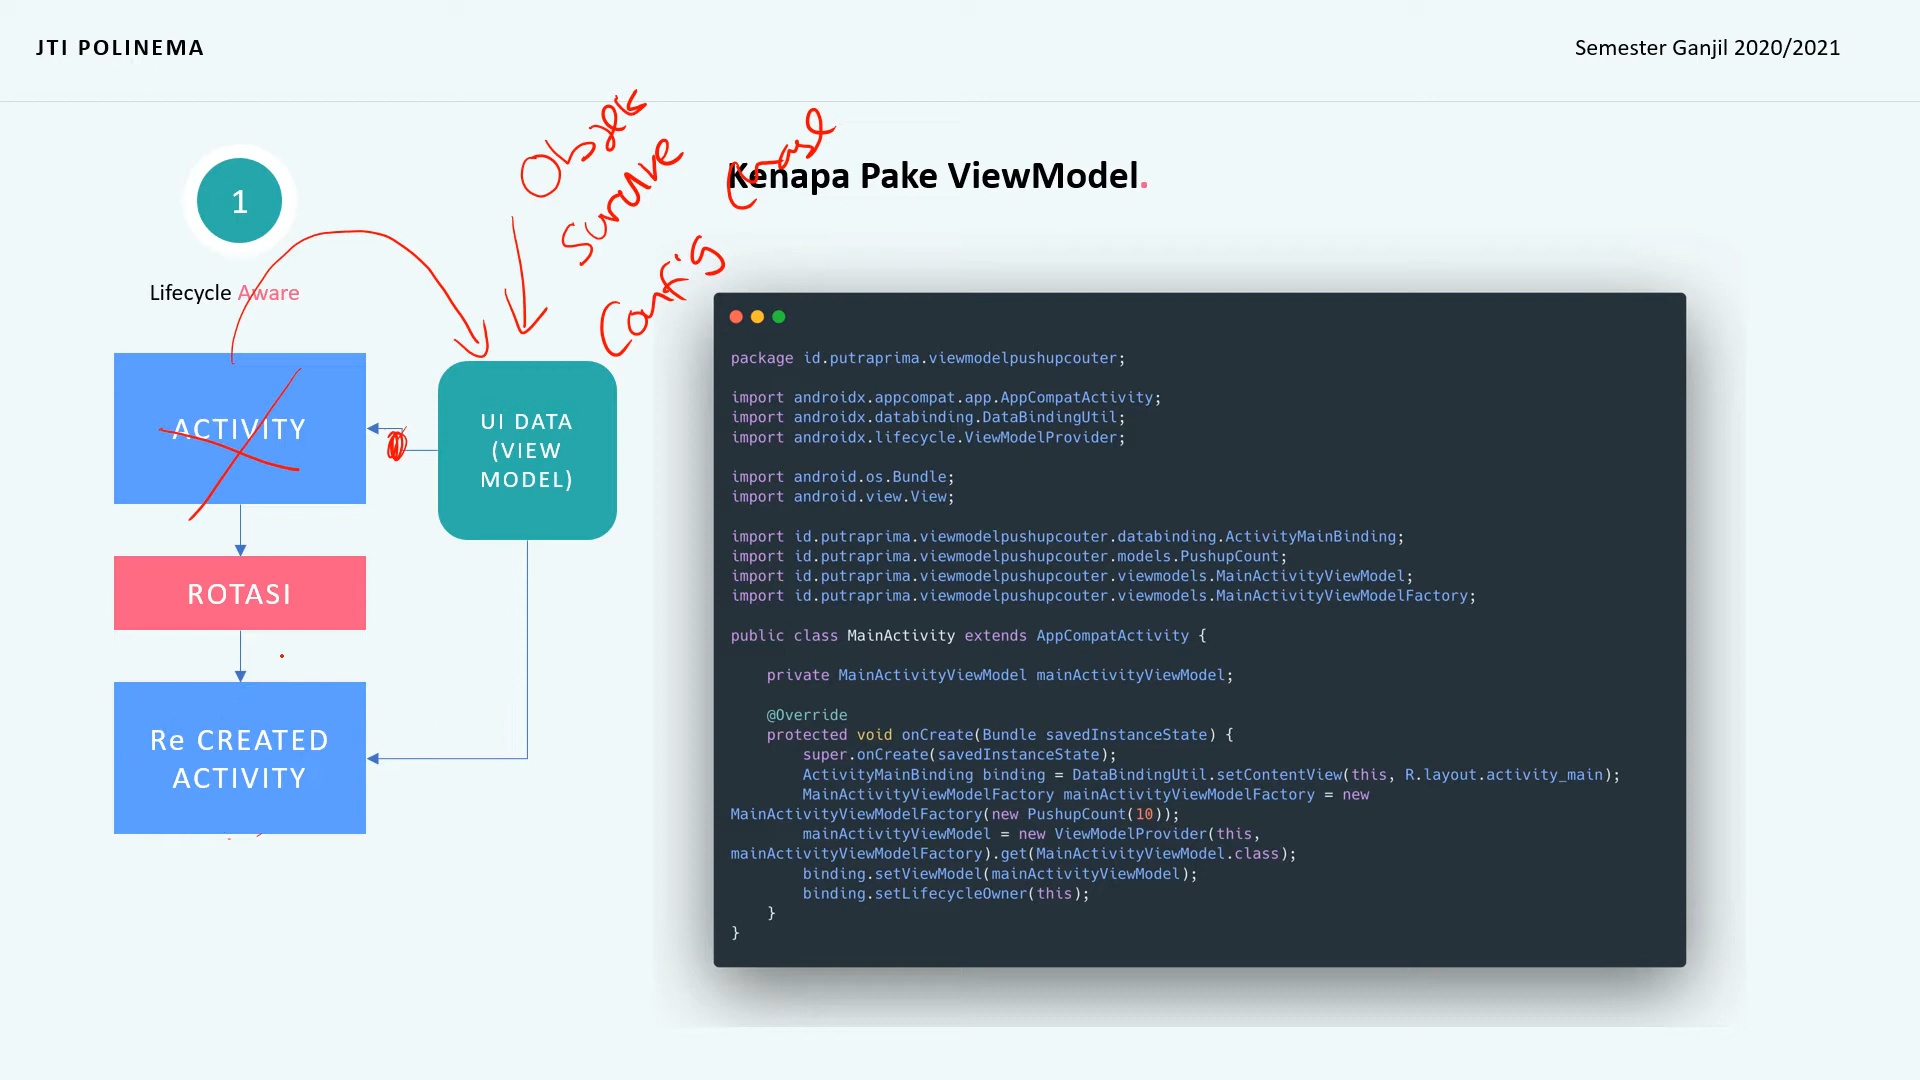 JTI POLINEMA
Semester Ganjil 2020/2021
1
Lifecycle Aware
ACTIVITY
ROTASI
Re CREATED
ACTIVITY
UI DATA
(VIEW
MODEL)
Survive
Config
Kenapa Pake ViewModel.
package id.putraprima.viewmodelpushupcouter;
import androidx.appcompat.app.AppCompatActivity;
import androidx.databinding.DataBindingUtil;
import androidx.lifecycle.ViewModelProvider;
import android.os.Bundle;
import android.view.View;
import id.putraprima.viewmodelpushupcouter.databinding.ActivityMainBinding;
import id.putraprima.viewmodelpushupcouter.models.PushupCount;
import id.putraprima.viewmodelpushupcouter.viewmodels.MainActivityViewModel;
import id.putraprima.viewmodelpushupcouter.viewmodels.MainActivityViewModelFactory;
public class MainActivity extends AppCompatActivity {
private MainActivityViewModel mainActivityViewModel;
@Override
protected void onCreate(Bundle savedInstanceState) {
super.onCreate(savedInstanceState);
ActivityMainBinding binding = DataBindingUtil.setContentView(this, R.layout.activity_main);
MainActivityViewModelFactory mainActivityViewModelFactory = new
MainActivityViewModelFactory(new PushupCount(10));
mainActivityViewModel = new ViewModelProvider(this,
mainActivityViewModelFactory).get(MainActivityViewModel.class);
binding.setViewModel(mainActivityViewModel);
binding.setLifecycleOwner(this);
}
}